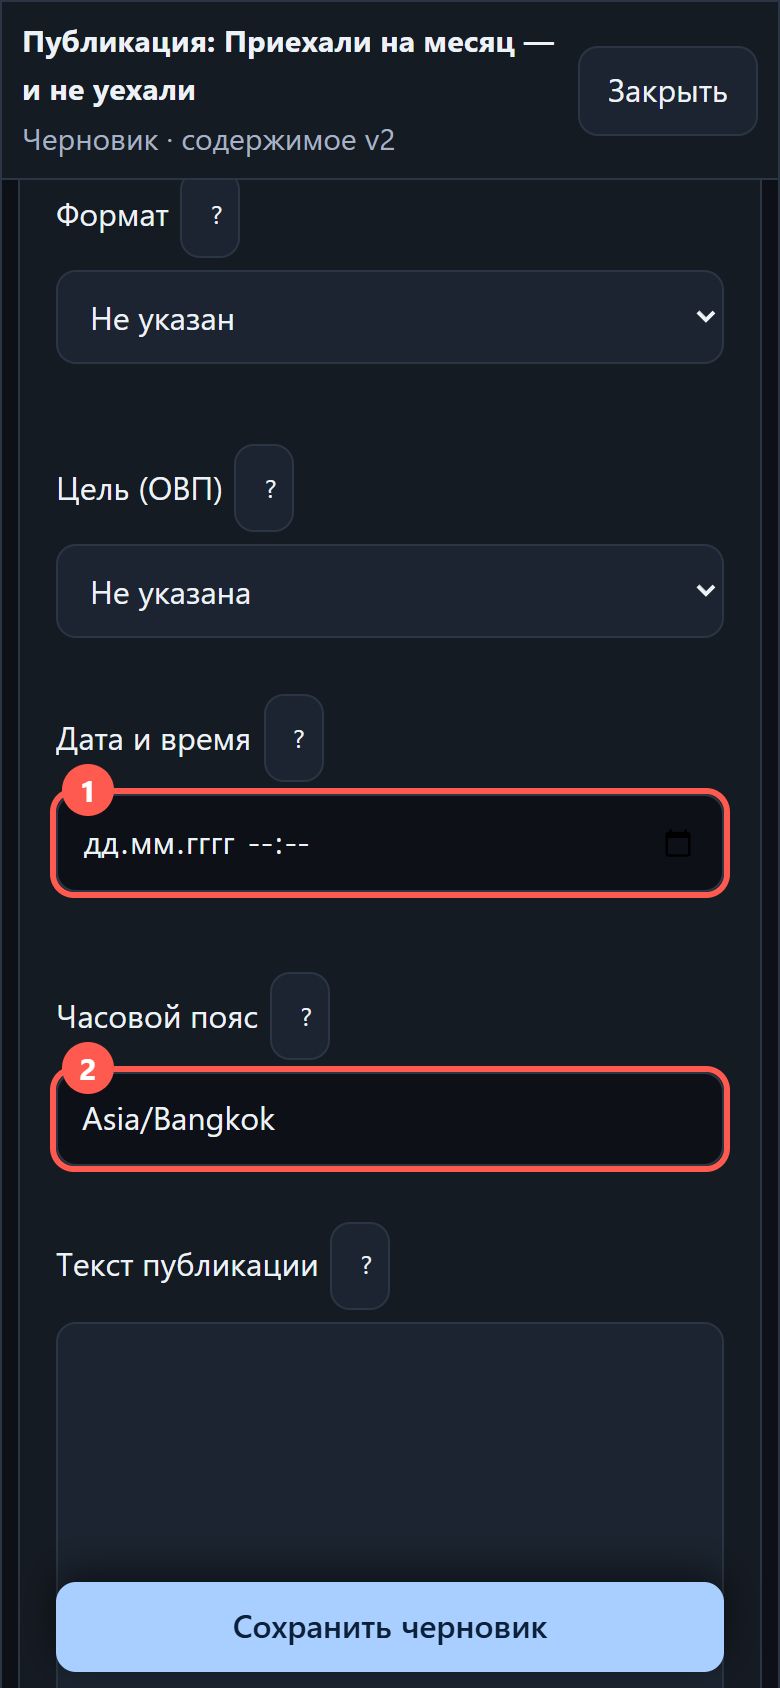 Публикация: Приехали на месяц —
и не уехали
Черновик · содержимое v2
Закрыть
Формат ?
Не указан
Цель (ОВП) ?
Не указана
Дата и время ?
1
дд.мм.гггг --:--
Часовой пояс ?
2
Asia/Bangkok
Текст публикации ?
Сохранить черновик